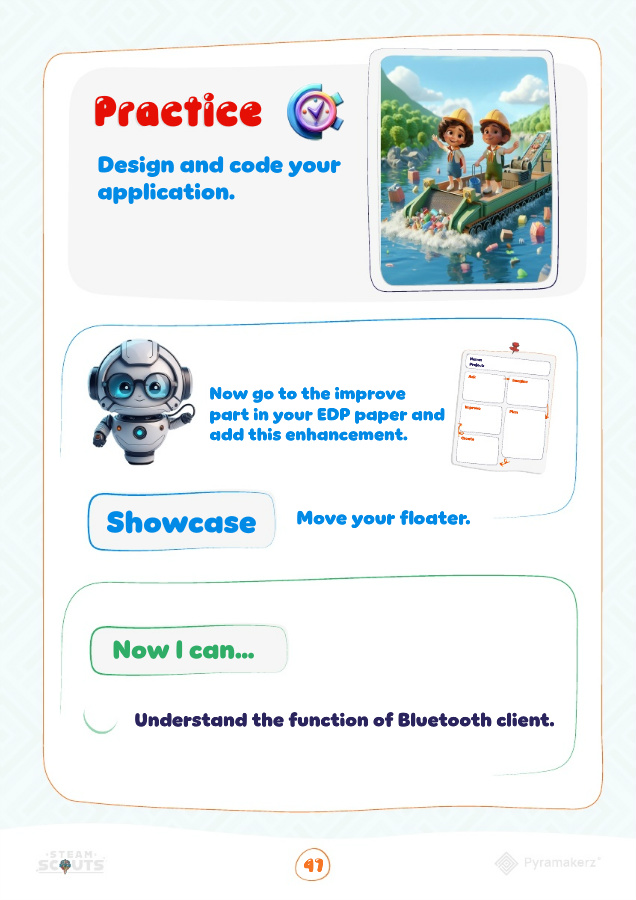 Practice
Design and code your
application.
Now go to the improve
part in your EDP paper and
add this enhancement.
Name:
Project:
Ask
Imagine
Improve
Plan
Create
Showcase
Move your floater.
Now I can...
Understand the function of Bluetooth client.
STEAM
SCOUTS
41
Pyramakerz